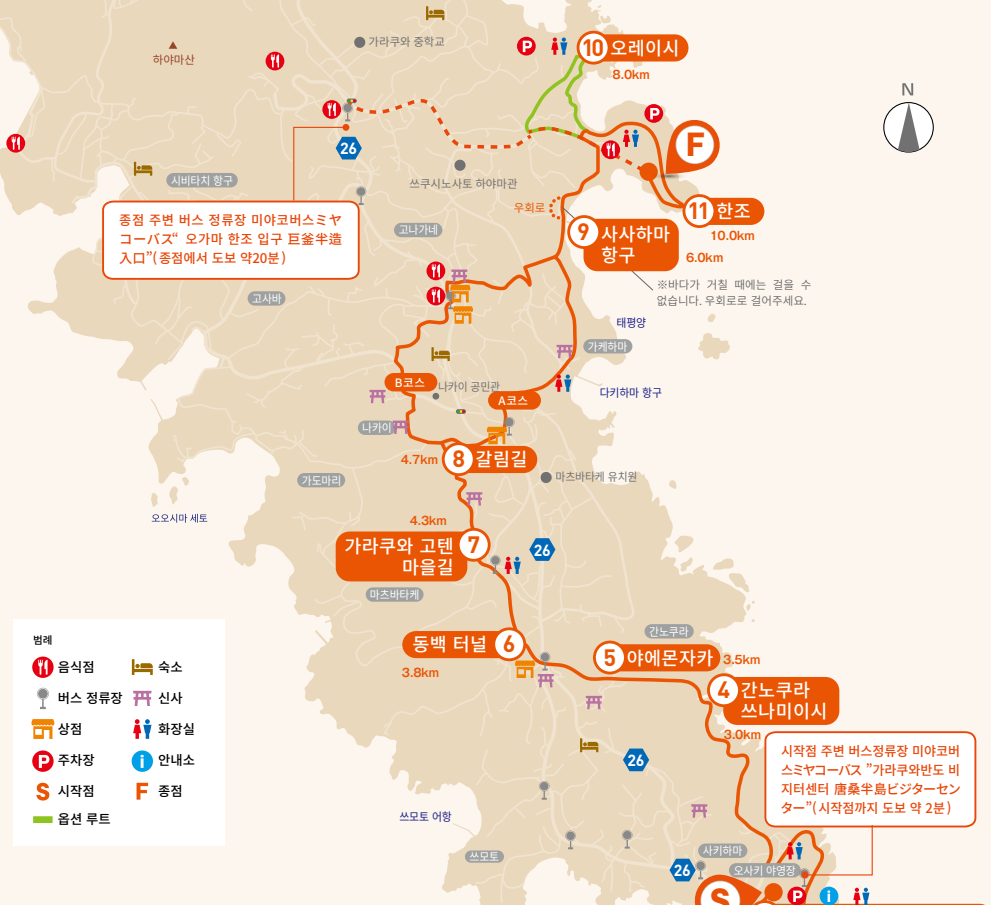 가라쿠와 중학교
하야마산
P
10 오레이시
8.0km
N
26
P
F
쓰쿠시노사토 하야마관
시비타치 항구
종점 주변 버스 정류장 미야코버스ミヤ
コーバス“ 오가마 한조 입구 巨釜半造
入口”(종점에서 도보 약20분)
우회로
11 한조
10.0km
9 사사하마
항구
6.0km
고나가네
※바다가 거칠 때에는 걸을 수
없습니다. 우회로로 걸어주세요.
고사바
태평양
가케하마
B코스
나카이 공민관
A코스
다키하마 항구
나카이
4.7km
8 갈림길
마츠바타케 유치원
가도마리
오오시마 세토
4.3km
7 가라쿠와 고텐
마을길
26
마츠바타케
간노쿠라
6 동백 터널
3.8km
5 야에몬자카
3.5km
4 간노쿠라
쓰나미이시
3.0km
26
시작점 주변 버스정류장 미야코버
스ミヤコーバス ”가라쿠와반도 비
지터센터 唐桑半島ビジターセン
ター”(시작점까지 도보 약 2분)
쓰모토 어항
쓰모토
사키하마
오사키 야영장
26
S
P
i
범례
음식점
숙소
버스 정류장
신사
상점
화장실
P 주차장
i 안내소
S 시작점
F 종점
옵션 루트